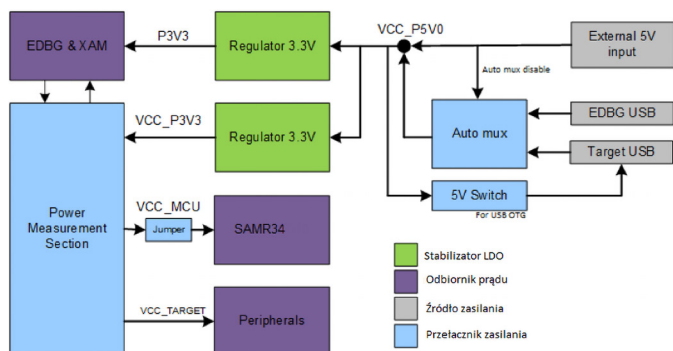 EDBG & XAM
P3V3
Regulator 3.3V
VCC_P5V0
External 5V
input
Auto mux disable
VCC_P3V3
Regulator 3.3V
Auto mux
EDBG USB
Target USB
Power
Measurement
Section
VCC_MCU
Jumper
SAMR34
5V Switch
For USB OTG
VCC_TARGET
Peripherals
Stabilizator LDO
Odbiornik prądu
Źródło zasilania
Przełacznik zasilania